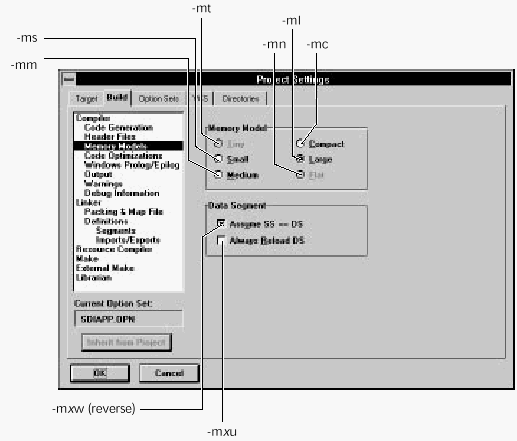 -mt
-ml
-ms
-mn
-mc
-mm
Project Settings
Target
Build
Option Sets
Directories
Compiler
Code Generation
Header Files
Memory Models
Code Optimizations
Windows Prolog/Epilog
Output
Warnings
Debug Information
Linker
Packing & Map File
Definitions
Segments
Imports/Exports
Resource Compiler
Make
External Make
Librarian
Memory Model
Tiny
Compact
Small
Large
Medium
Flat
Data Segment
Assume SS == DS
Always Reload DS
Current Option Set:
SDIAPP.OPN
Inherit from Project
OK
Cancel
-mxw (reverse)
-mxu